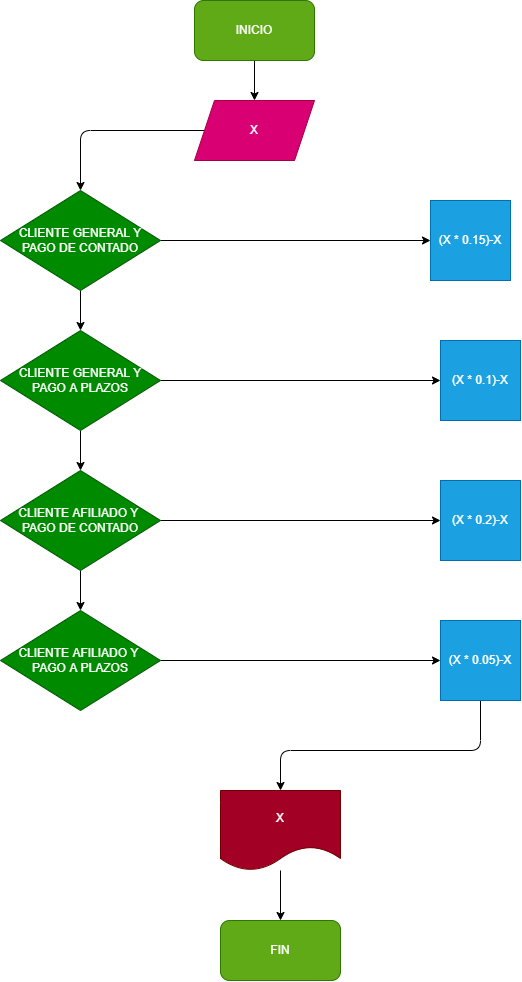 INICIO
X
CLIENTE GENERAL Y
PAGO DE CONTADO
(X * 0.15)-X
CLIENTE GENERAL Y
PAGO A PLAZOS
(X * 0.1)-X
CLIENTE AFILIADO Y
PAGO DE CONTADO
(X * 0.2)-X
CLIENTE AFILIADO Y
PAGO A PLAZOS
(X * 0.05)-X
X
FIN